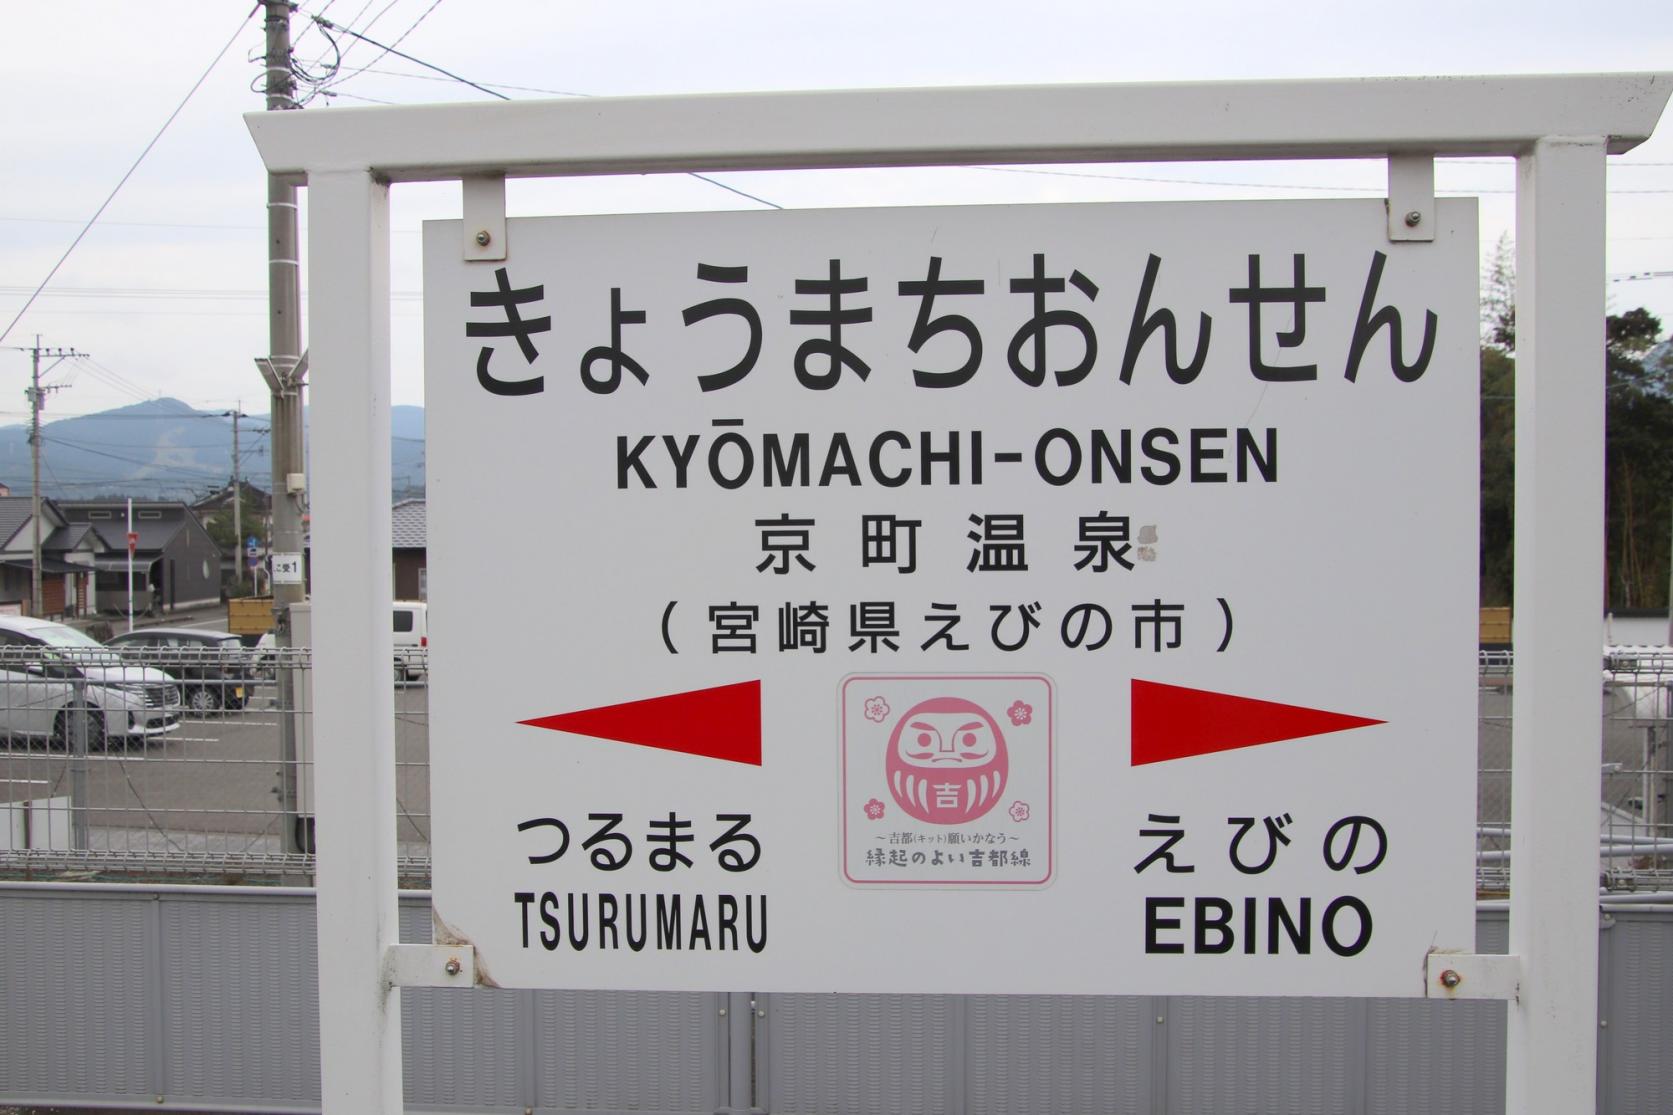 きょうまちおんせん
KYŌMACHI-ONSEN
京町温泉
(宮崎県えびの市)
吉
～吉都(キット)願いかなう～
縁起のよい吉都線
つるまる
TSURUMARU
えびの
EBINO